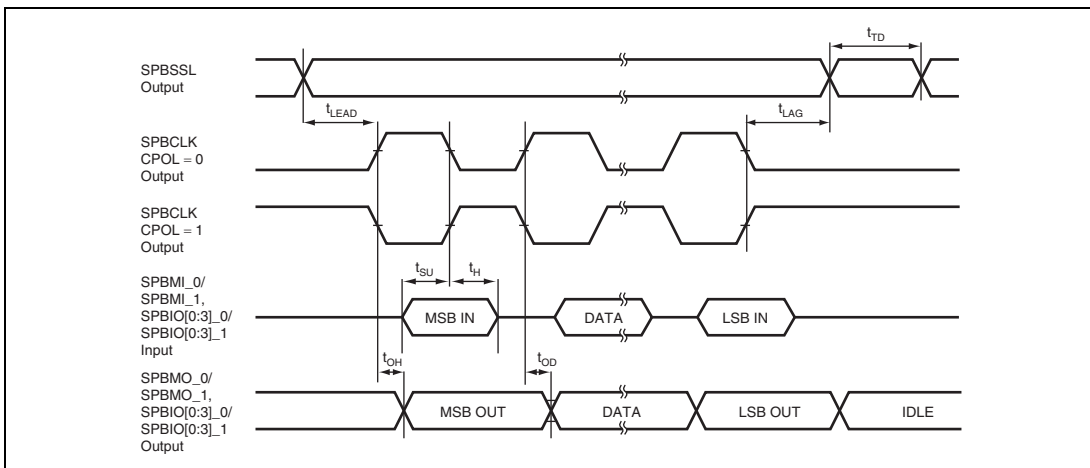 tTD
SPBSSL
Output
tLEAD
tLAG
SPBCLK
CPOL = 0
Output
SPBCLK
CPOL = 1
Output
tSU
tH
SPBMI_0/
SPBMI_1,
SPBIO[0:3]_0/
SPBIO[0:3]_1
Input
MSB IN
DATA
LSB IN
tOH
tOD
SPBMO_0/
SPBMO_1,
SPBIO[0:3]_0/
SPBIO[0:3]_1
Output
MSB OUT
DATA
LSB OUT
IDLE